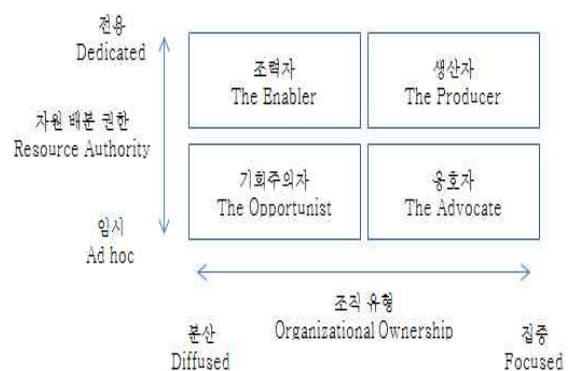 전용
Dedicated
조력자
The Enabler
생산자
The Producer
자원 배분 권한
Resource Authority
기회주의자
The Opportunist
옹호자
The Advocate
임시
Ad hoc
조직 유형
Organizational Ownership
분산
Diffused
집중
Focused